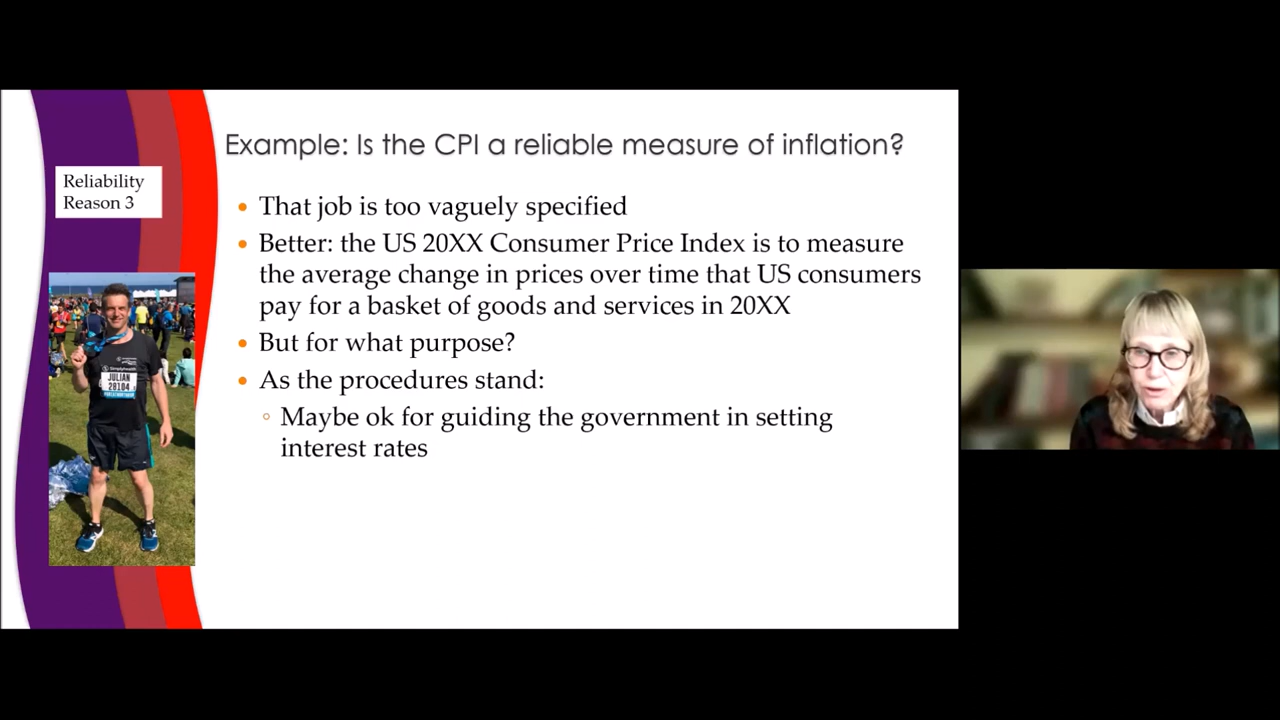 Example: Is the CPI a reliable measure of inflation?
Reliability
Reason 3
• That job is too vaguely specified
• Better: the US 20XX Consumer Price Index is to measure
the average change in prices over time that US consumers
pay for a basket of goods and services in 20XX
• But for what purpose?
• As the procedures stand:
◦ Maybe ok for guiding the government in setting
interest rates
JULIAN
28104